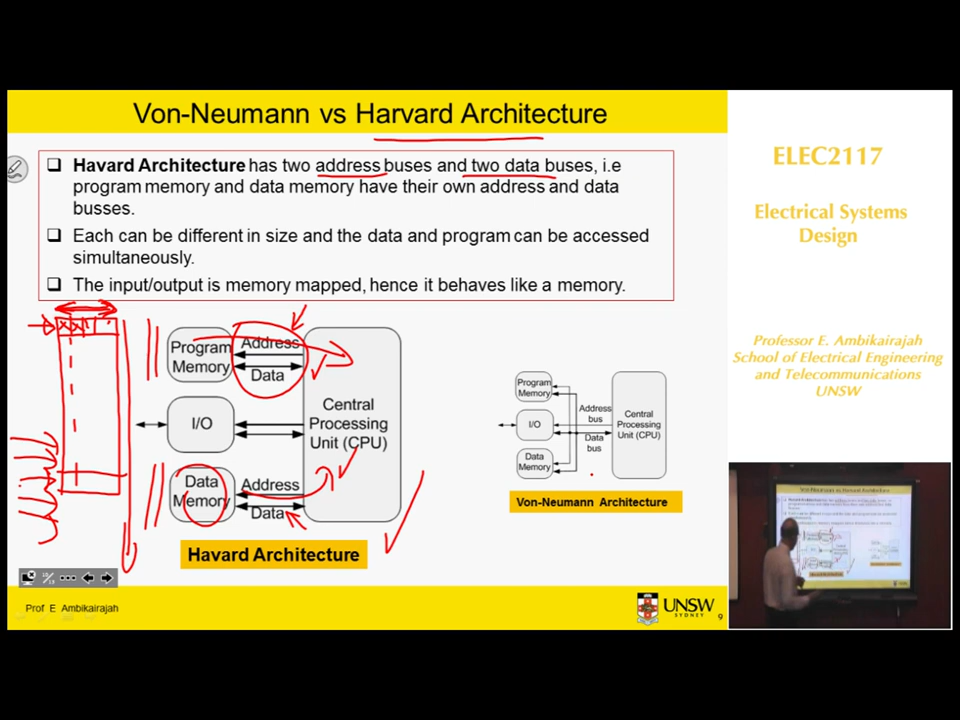 Von-Neumann vs Harvard Architecture
❑ Havard Architecture has two address buses and two data buses, i.e
program memory and data memory have their own address and data
busses.
❑ Each can be different in size and the data and program can be accessed
simultaneously.
❑ The input/output is memory mapped, hence it behaves like a memory.
Program
Memory
Address
Data
I/O
Central
Processing
Unit (CPU)
Data
Memory
Address
Data
Havard Architecture
Program
Memory
I/O
Data
Memory
Address
bus
Data
bus
Central
Processing
Unit (CPU)
Von-Neumann Architecture
Prof E Ambikairajah
UNSW
SYDNEY
9
ELEC2117
Electrical Systems
Design
Professor E. Ambikairajah
School of Electrical Engineering
and Telecommunications
UNSW
Von-Neumann vs Harvard Architecture